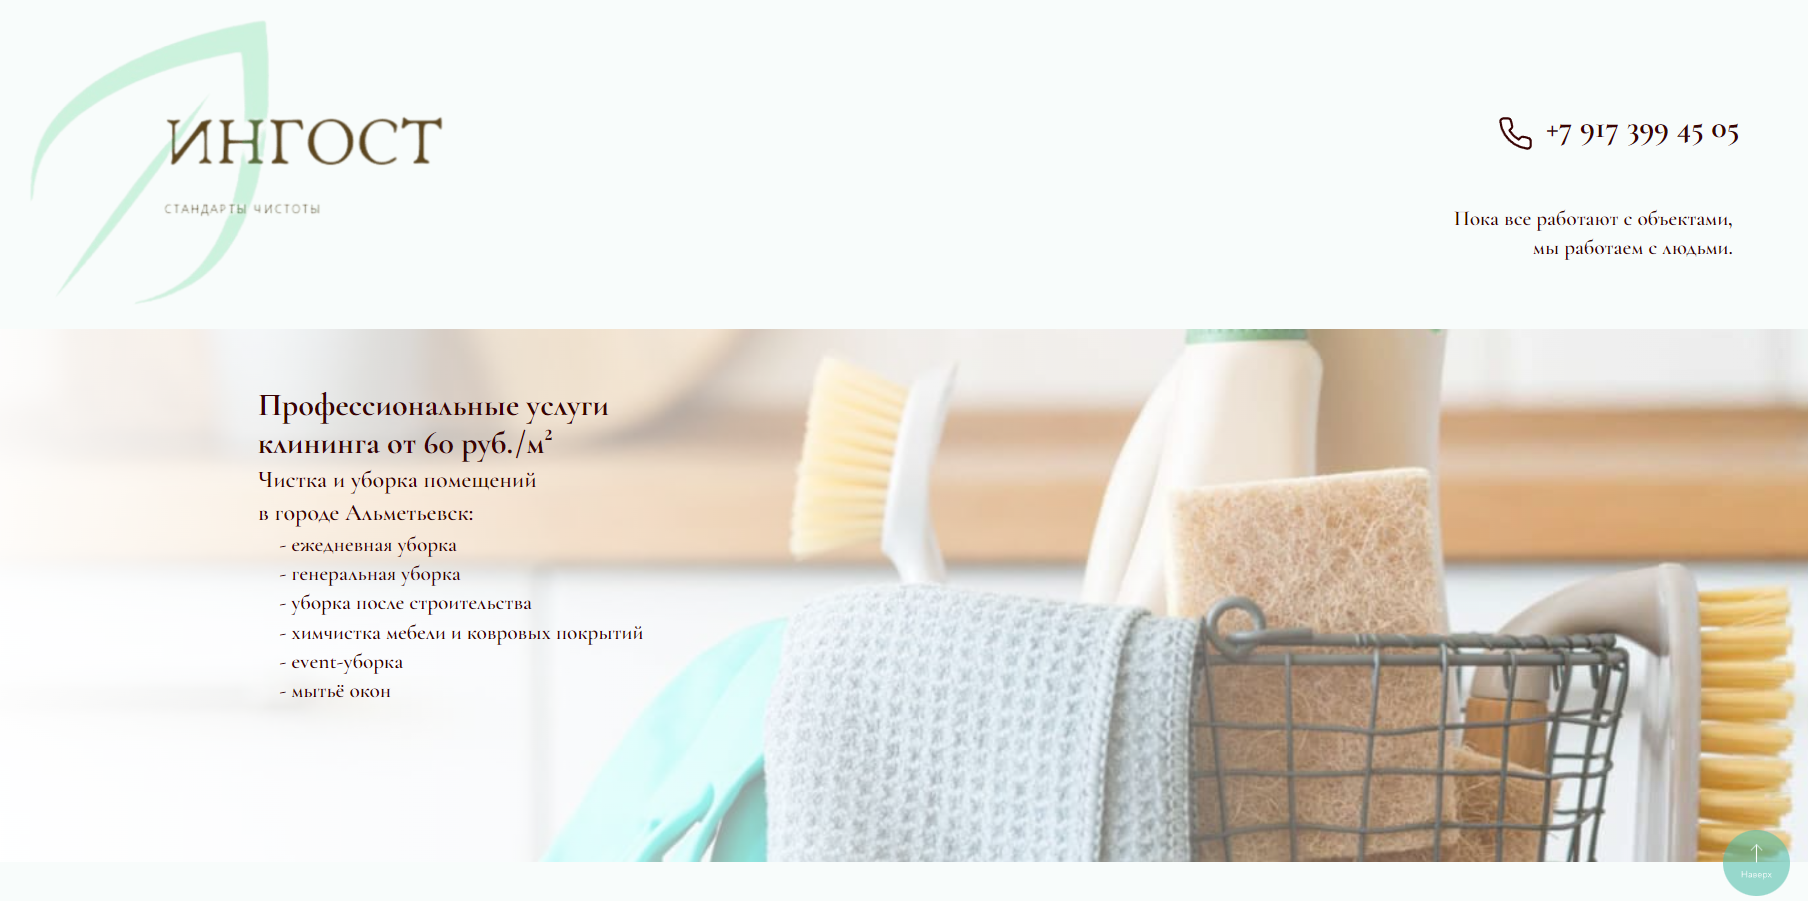 ИНГОСТ
СТАНДАРТЫ ЧИСТОТЫ
+7 917 399 45 05
Пока все работают с объектами,
мы работаем с людьми.
Профессиональные услуги
клининга от 60 руб./м²
Чистка и уборка помещений
в городе Альметьевск:
- ежедневная уборка
- генеральная уборка
- уборка после строительства
- химчистка мебели и ковровых покрытий
- event-уборка
- мытьё окон
Наверх